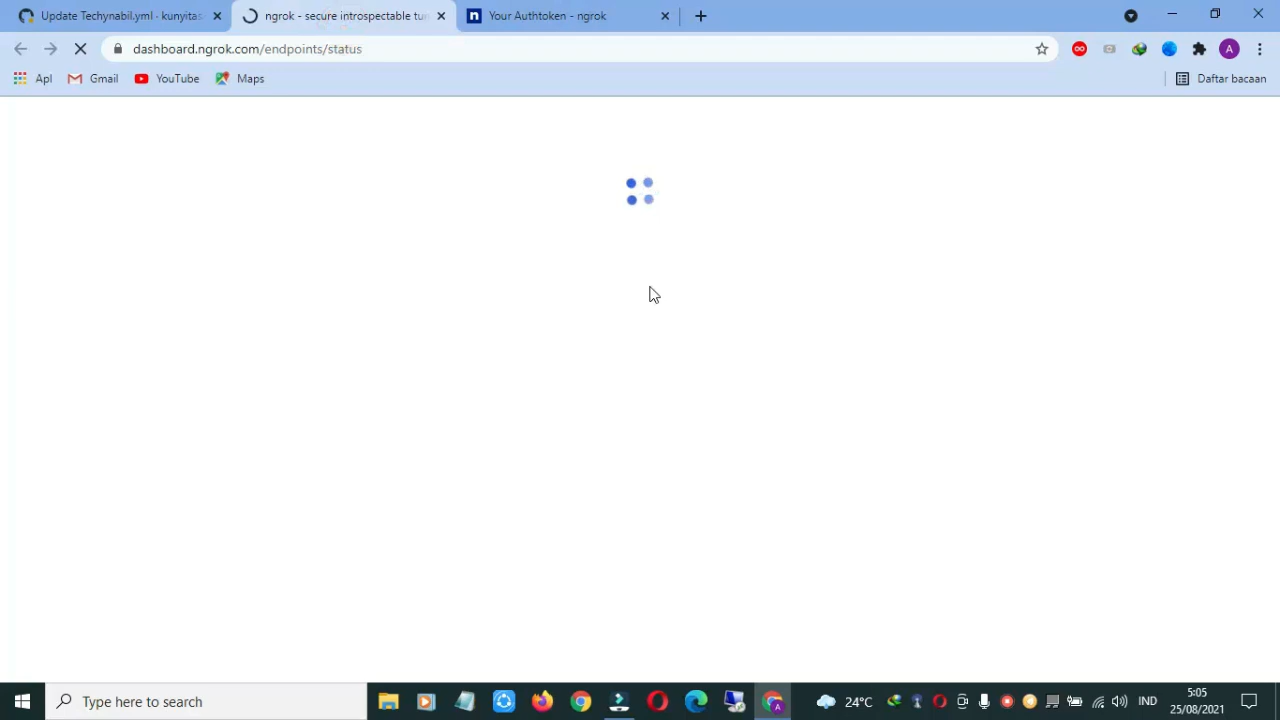 Update Techynabil.yml - kunyitas
ngrok - secure introspectable tun
Your Authtoken - ngrok
dashboard.ngrok.com/endpoints/status
A
Apl
Gmail
YouTube
Maps
Daftar bacaan
Type here to search
A
24°C
IND
5:05
25/08/2021